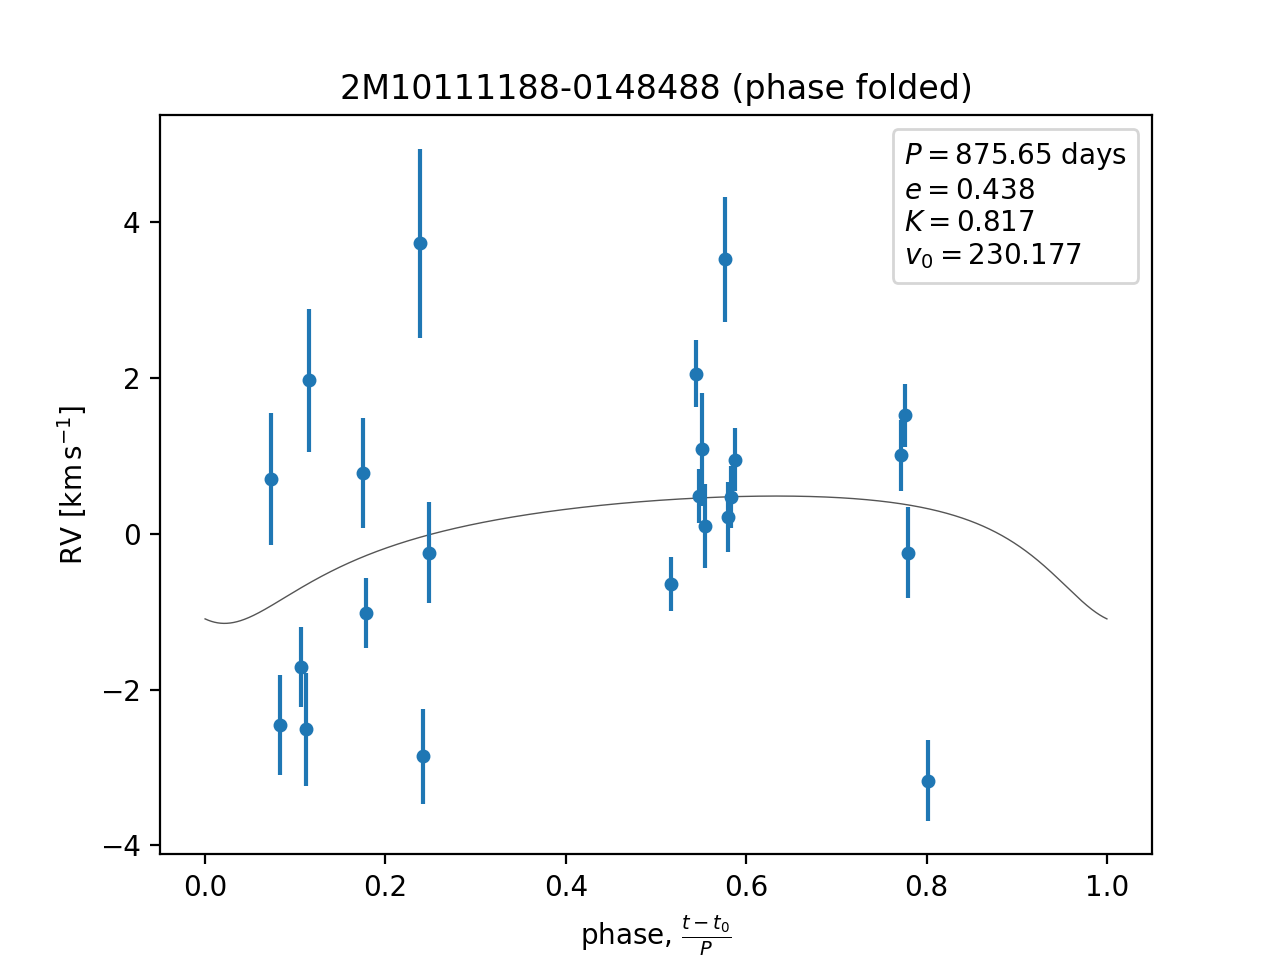 2M10111188-0148488 (phase folded)
P = 875.65 days
e = 0.438
K = 0.817
v₀ = 230.177
4
2
0
−2
−4
RV [km s⁻¹]
0.0 0.2 0.4 0.6 0.8 1.0
phase, (t − t₀)/P